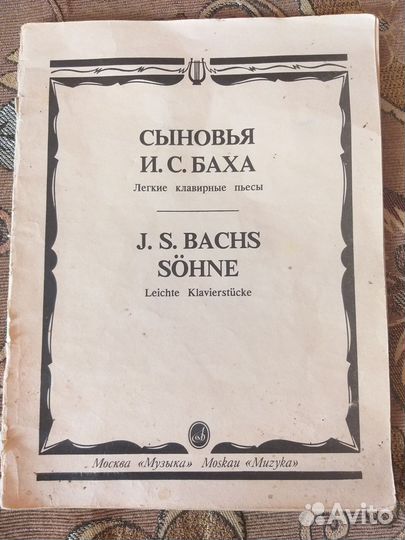 СЫНОВЬЯ
И. С. БАХА
Легкие клавирные пьесы
J. S. BACHS
SÖHNE
Leichte Klavierstücke
Москва «Музыка» Moskau «Muzyka»
Avito